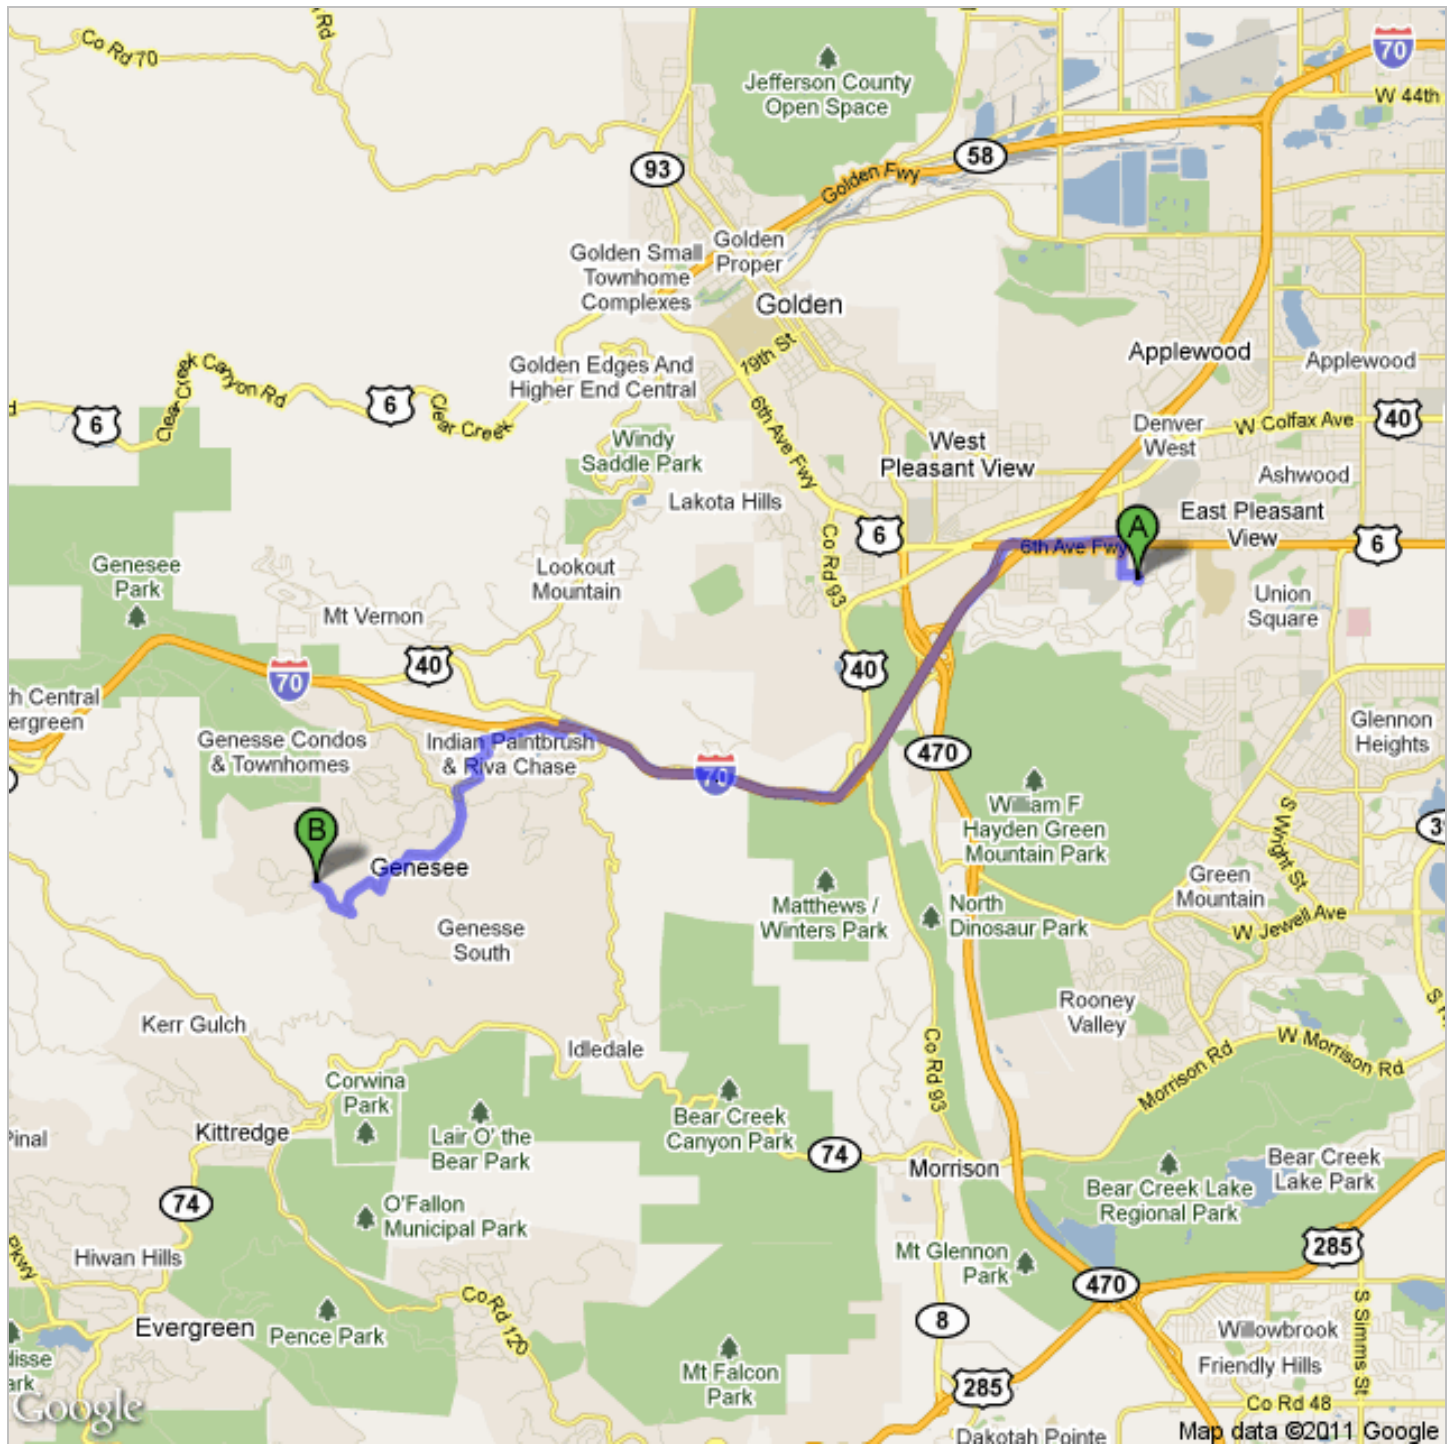 Co Rd 70
Rd
Jefferson County
Open Space
70
W 44th
93
58
Golden Fwy
Golden Small
Townhome
Complexes
Golden
Proper
Golden
19th St
Applewood
Applewood
Golden Edges And
Higher End Central
Clear Creek Canyon Rd
6
6
Clear Creek
6th Ave Fwy
Windy
Saddle Park
West
Pleasant View
Denver
West
W Colfax Ave
40
Ashwood
Lakota Hills
East Pleasant
View
A
6
6th Ave Fwy
6
Co Rd 93
Genesee
Park
Lookout
Mountain
Union
Square
Mt Vernon
40
40
70
th Central
ergreen
Genesse Condos
& Townhomes
Indian Paintbrush
& Riva Chase
70
470
Glennon
Heights
William F
Hayden Green
Mountain Park
S Wright St
B
Genesee
Matthews /
Winters Park
North
Dinosaur Park
Green
Mountain
W Jewell Ave
Genesse
South
Rooney
Valley
Kerr Gulch
Idledale
Co Rd 93
Morrison Rd
W Morrison Rd
Corwina
Park
Kittredge
Lair O' the
Bear Park
Bear Creek
Canyon Park
74
Morrison
Bear Creek Lake
Regional Park
Bear Creek
Lake Park
Pinal
74
O'Fallon
Municipal Park
Hiwan Hills
Pkwy
Mt Glennon
Park
470
285
Co Rd 120
Evergreen
Pence Park
8
Willowbrook
S Simms St
Friendly Hills
Mt Falcon
Park
285
Co Rd 48
disse
ark
Google
Dakotah Pointe
Map data ©2011 Google